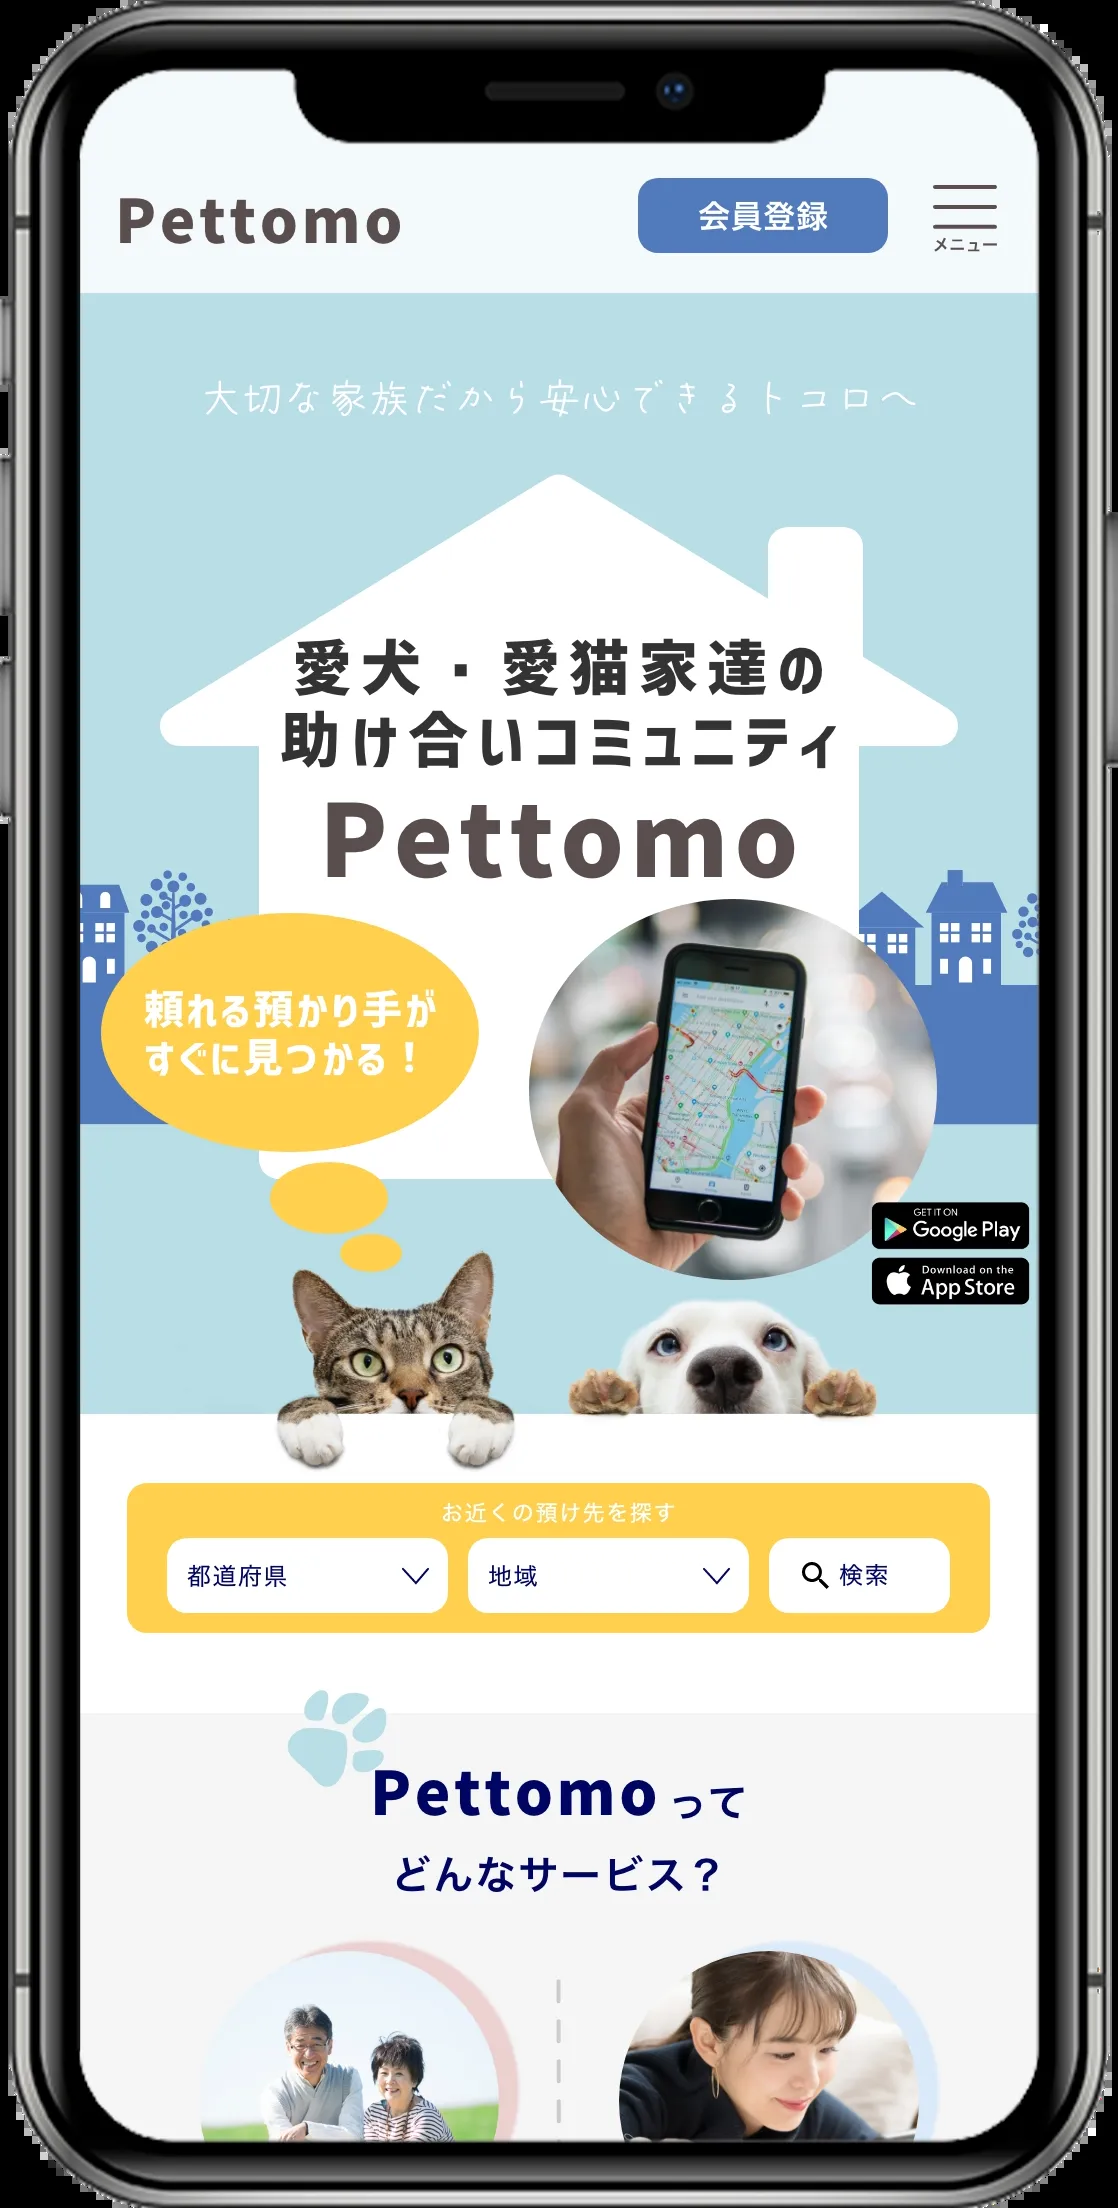 Pettomo
会員登録
メニュー
大切な家族だから安心できるトコロへ
愛犬・愛猫家達の
助け合いコミュニティ
Pettomo
頼れる預かり手が
すぐに見つかる！
GET IT ON
Google Play
Download on the
App Store
お近くの預け先を探す
都道府県
地域
検索
Pettomoって
どんなサービス？